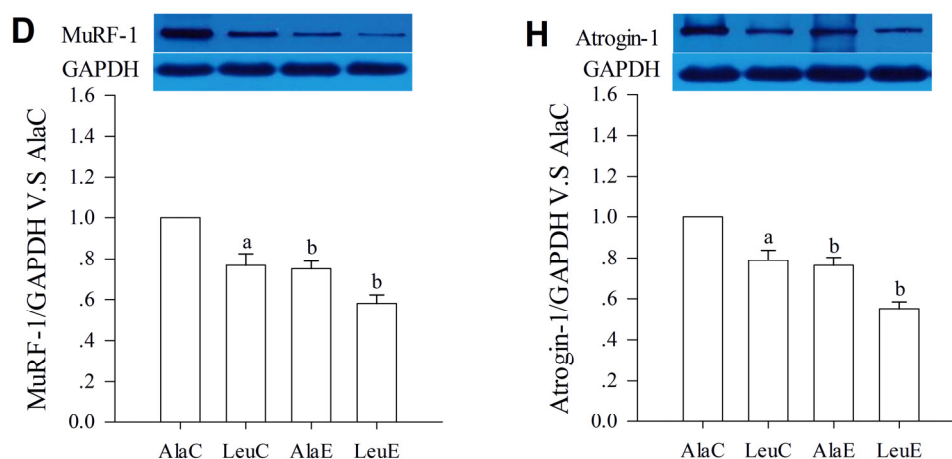 D
MuRF-1
GAPDH
MuRF-1/GAPDH V.S AlaC
1.6
1.4
1.2
1.0
.8
.6
.4
.2
0.0
a
b
b
AlaC LeuC AlaE LeuE
H
Atrogin-1
GAPDH
Atrogin-1/GAPDH V.S AlaC
1.6
1.4
1.2
1.0
.8
.6
.4
.2
0.0
a
b
b
AlaC LeuC AlaE LeuE